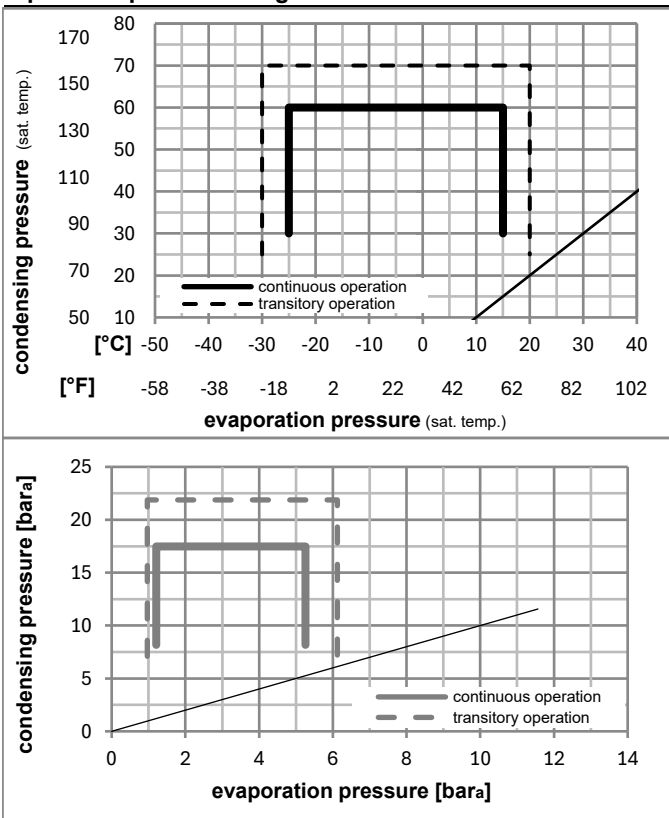 condensing pressure (sat. temp.)
170 80
70
150 60
130 50
110 40
90 30
70 20
50 10
continuous operation
transitory operation
[°C] -50 -40 -30 -20 -10 0 10 20 30 40
[°F] -58 -38 -18 2 22 42 62 82 102
evaporation pressure (sat. temp.)
condensing pressure [bara]
25
20
15
10
5
0
continuous operation
transitory operation
0 2 4 6 8 10 12 14
evaporation pressure [bara]